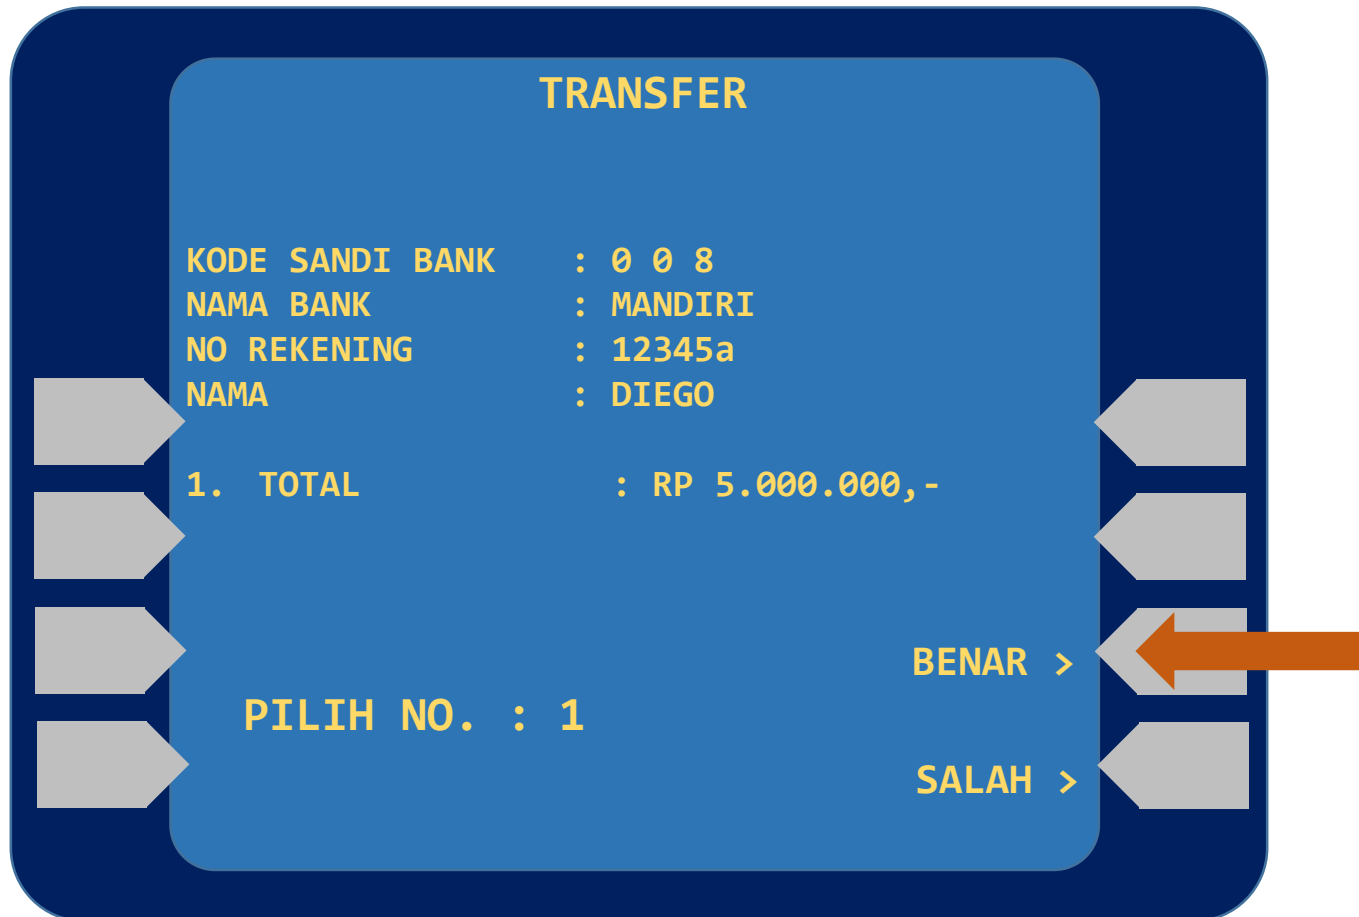 TRANSFER
KODE SANDI BANK : 0 0 8
NAMA BANK : MANDIRI
NO REKENING : 12345a
NAMA : DIEGO
1. TOTAL : RP 5.000.000,-
BENAR >
PILIH NO. : 1
SALAH >